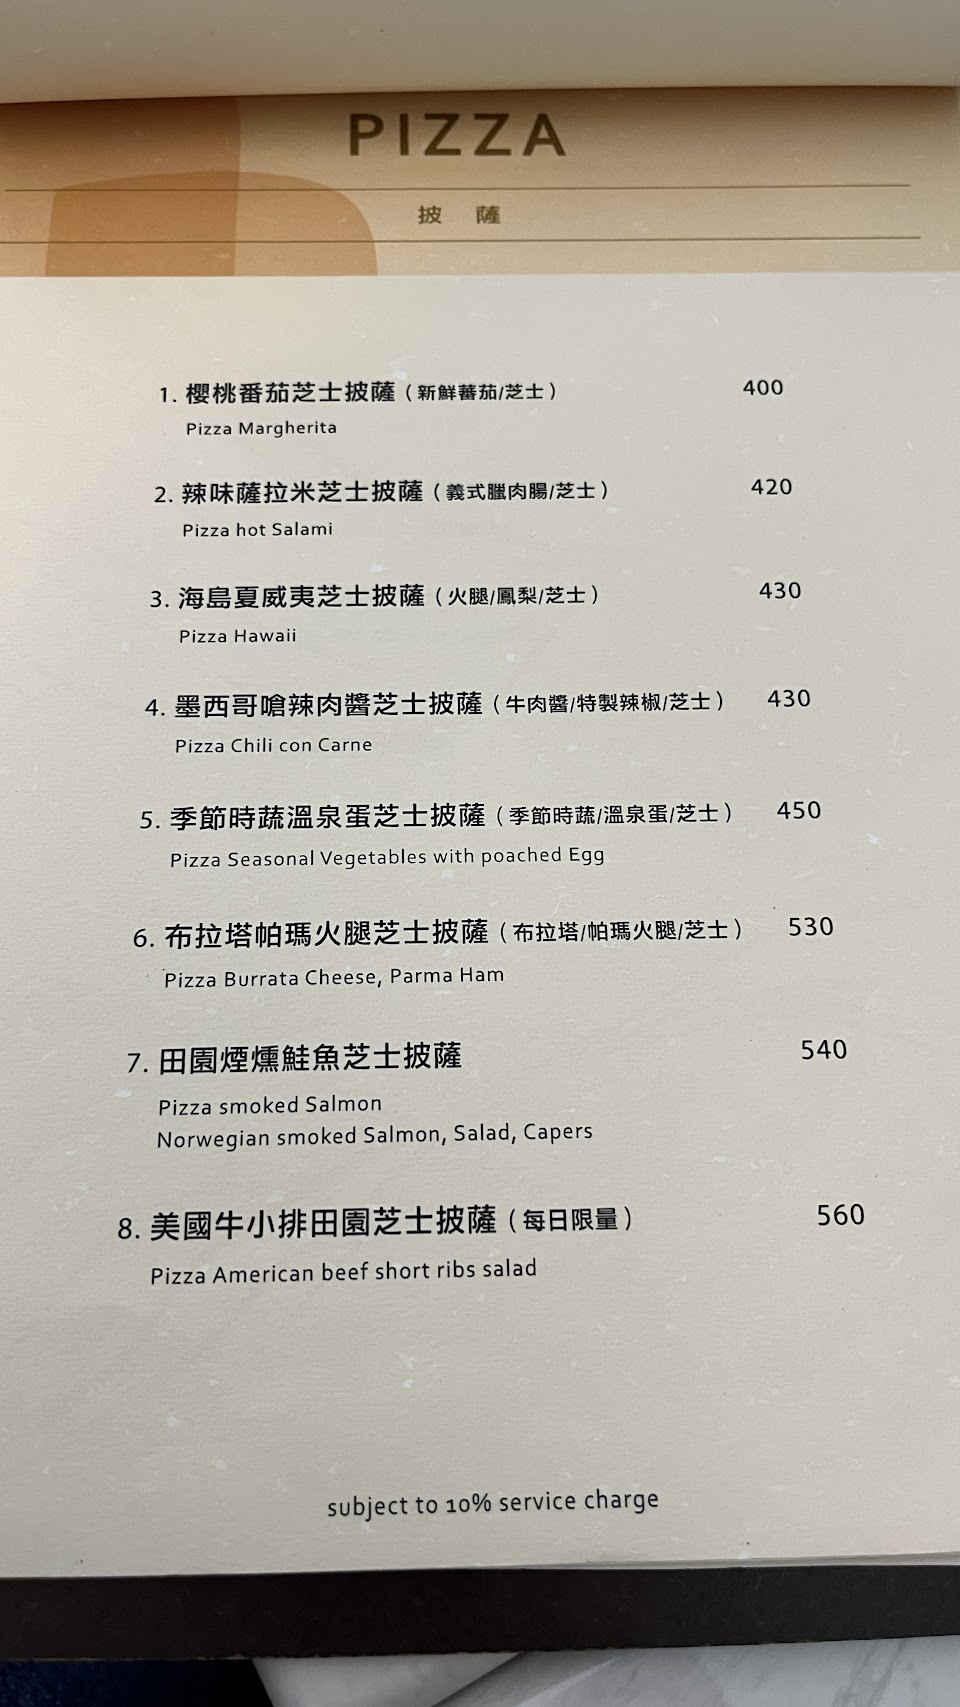 PIZZA
披薩
1. 櫻桃番茄芝士披薩（新鮮蕃茄/芝士） 400
Pizza Margherita
2. 辣味薩拉米芝士披薩（義式臘肉腸/芝士） 420
Pizza hot Salami
3. 海島夏威夷芝士披薩（火腿/鳳梨/芝士） 430
Pizza Hawaii
4. 墨西哥嗆辣肉醬芝士披薩（牛肉醬/特製辣椒/芝士） 430
Pizza Chili con Carne
5. 季節時蔬溫泉蛋芝士披薩（季節時蔬/溫泉蛋/芝士） 450
Pizza Seasonal Vegetables with poached Egg
6. 布拉塔帕瑪火腿芝士披薩（布拉塔/帕瑪火腿/芝士） 530
Pizza Burrata Cheese, Parma Ham
7. 田園煙燻鮭魚芝士披薩 540
Pizza smoked Salmon
Norwegian smoked Salmon, Salad, Capers
8. 美國牛小排田園芝士披薩（每日限量） 560
Pizza American beef short ribs salad
subject to 10% service charge